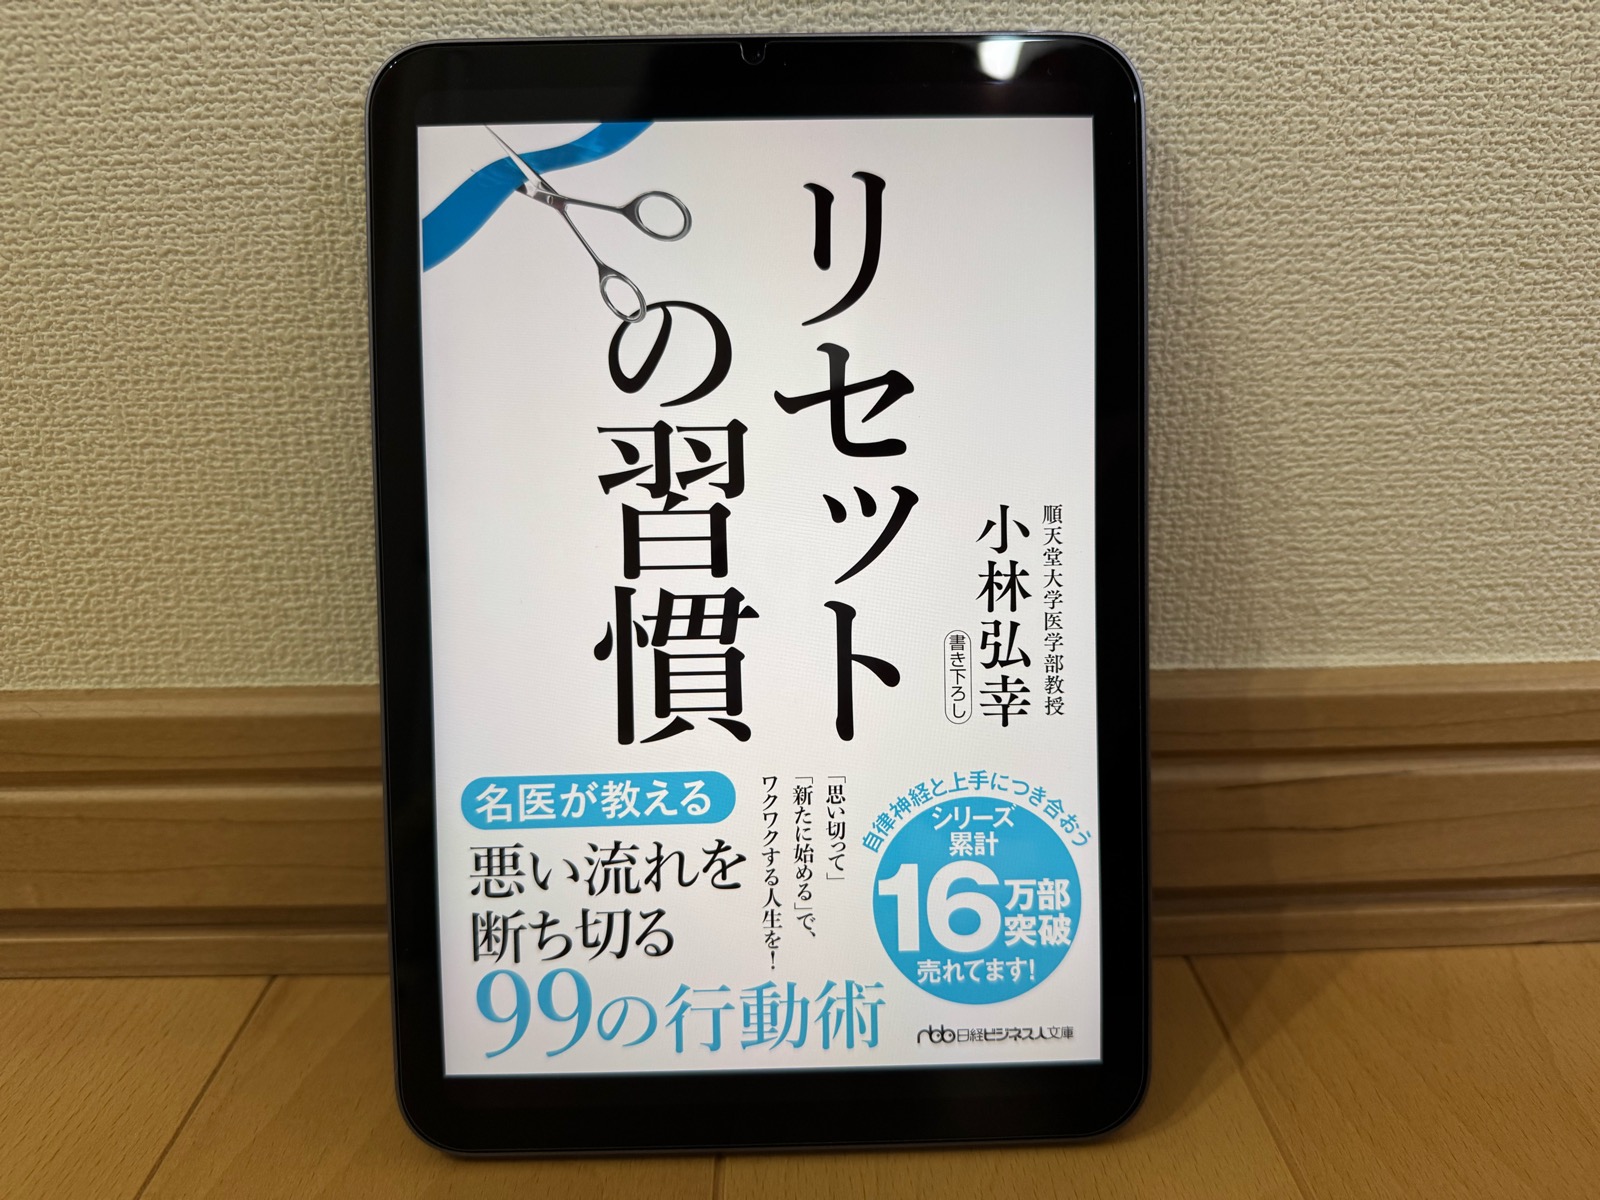 リセット
の習慣
順天堂大学医学部教授
小林弘幸
書き下ろし
自律神経と上手につき合おう
シリーズ
累計
16万部
突破
売れてます!
「思い切って」
「新たに始める」で、
ワクワクする人生を!
名医が教える
悪い流れを
断ち切る
99の行動術
nbb日経ビジネス人文庫